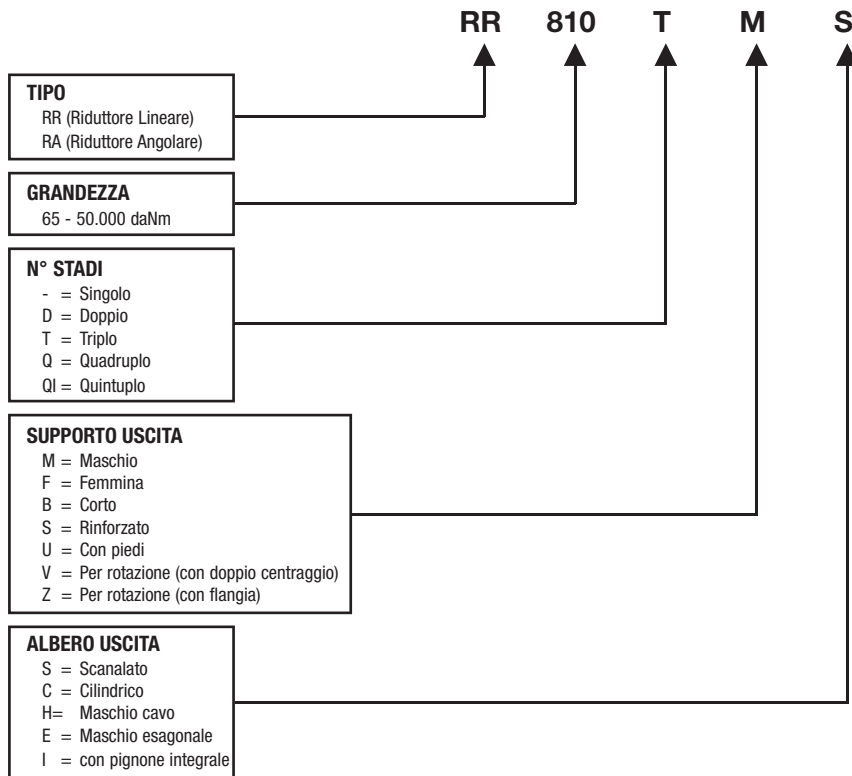 RR 810 T M S
TIPO
RR (Riduttore Lineare)
RA (Riduttore Angolare)
GRANDEZZA
65 - 50.000 daNm
N° STADI
- = Singolo
D = Doppio
T = Triplo
Q = Quadruplo
QI = Quintuplo
SUPPORTO USCITA
M = Maschio
F = Femmina
B = Corto
S = Rinforzato
U = Con piedi
V = Per rotazione (con doppio centraggio)
Z = Per rotazione (con flangia)
ALBERO USCITA
S = Scanalato
C = Cilindrico
H= Maschio cavo
E = Maschio esagonale
I = con pignone integrale